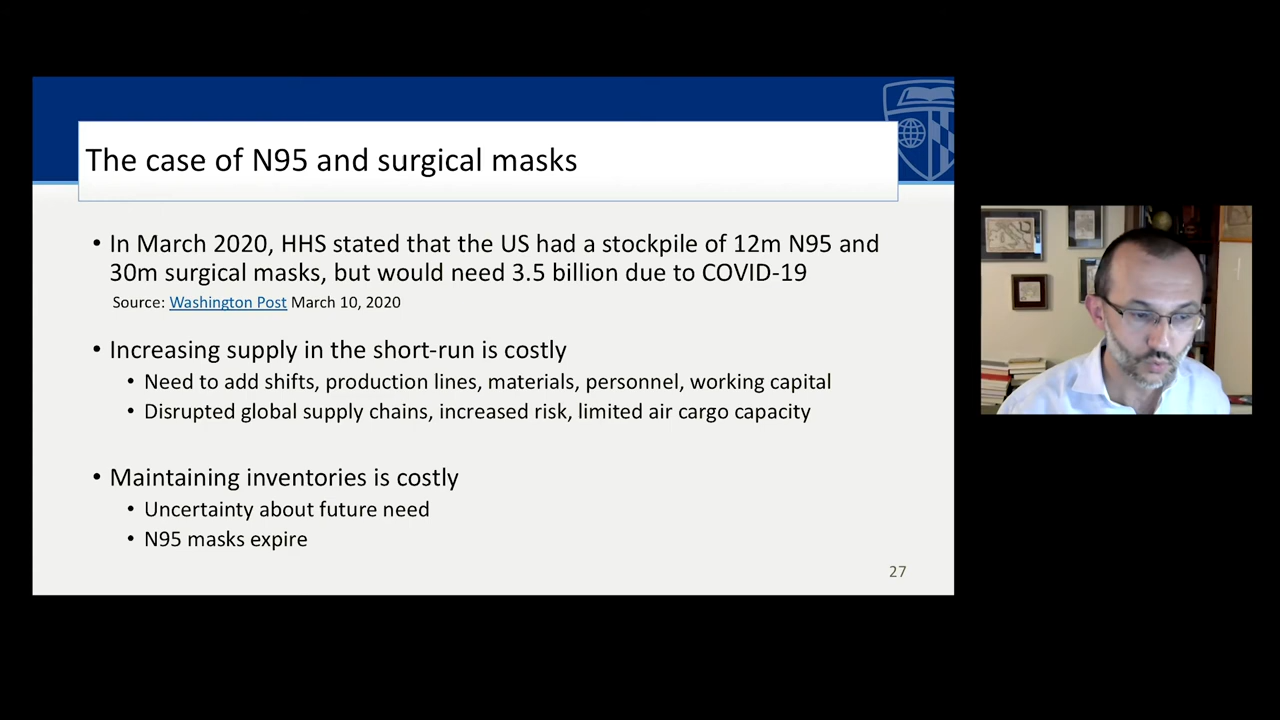 The case of N95 and surgical masks
• In March 2020, HHS stated that the US had a stockpile of 12m N95 and
30m surgical masks, but would need 3.5 billion due to COVID-19
Source: Washington Post March 10, 2020
• Increasing supply in the short-run is costly
• Need to add shifts, production lines, materials, personnel, working capital
• Disrupted global supply chains, increased risk, limited air cargo capacity
• Maintaining inventories is costly
• Uncertainty about future need
• N95 masks expire
27